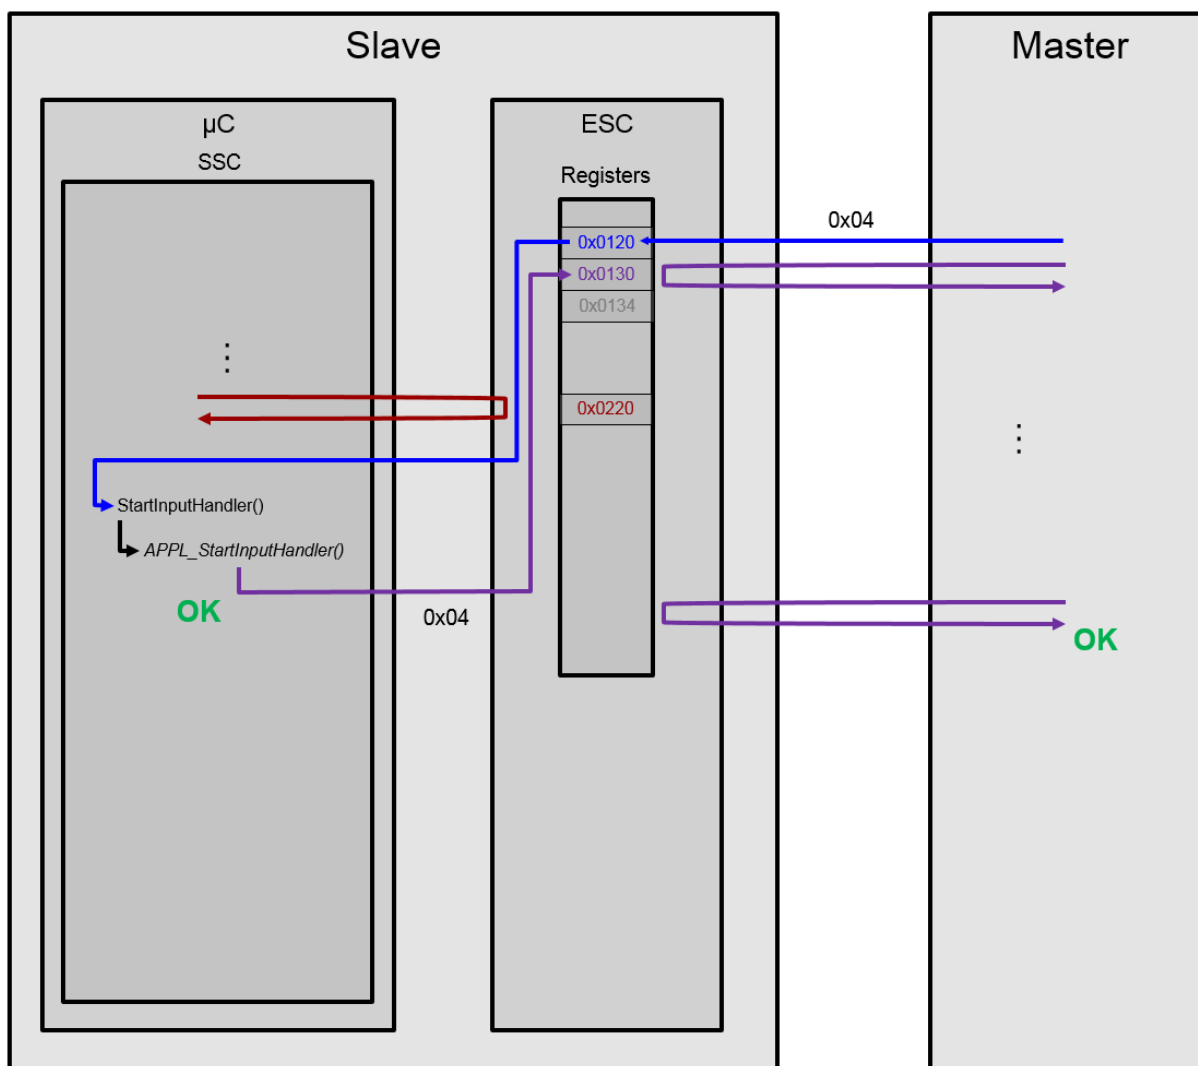 Slave
Master
µC
ESC
SSC
Registers
0x04
0x0120
0x0130
0x0134
⋮
0x0220
⋮
StartInputHandler()
APPL_StartInputHandler()
OK
0x04
OK